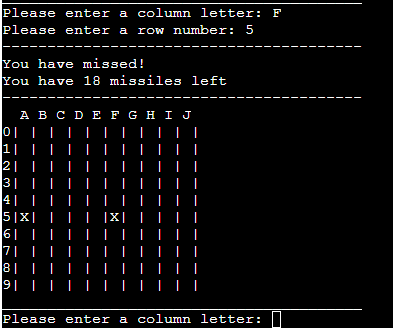 Please enter a column letter: F
Please enter a row number: 5
----------------------------------------
You have missed!
You have 18 missiles left
----------------------------------------
  A B C D E F G H I J
0| | | | | | | | | | |
1| | | | | | | | | | |
2| | | | | | | | | | |
3| | | | | | | | | | |
4| | | | | | | | | | |
5|X| | | | |X| | | | |
6| | | | | | | | | | |
7| | | | | | | | | | |
8| | | | | | | | | | |
9| | | | | | | | | | |
________________________________________
Please enter a column letter: